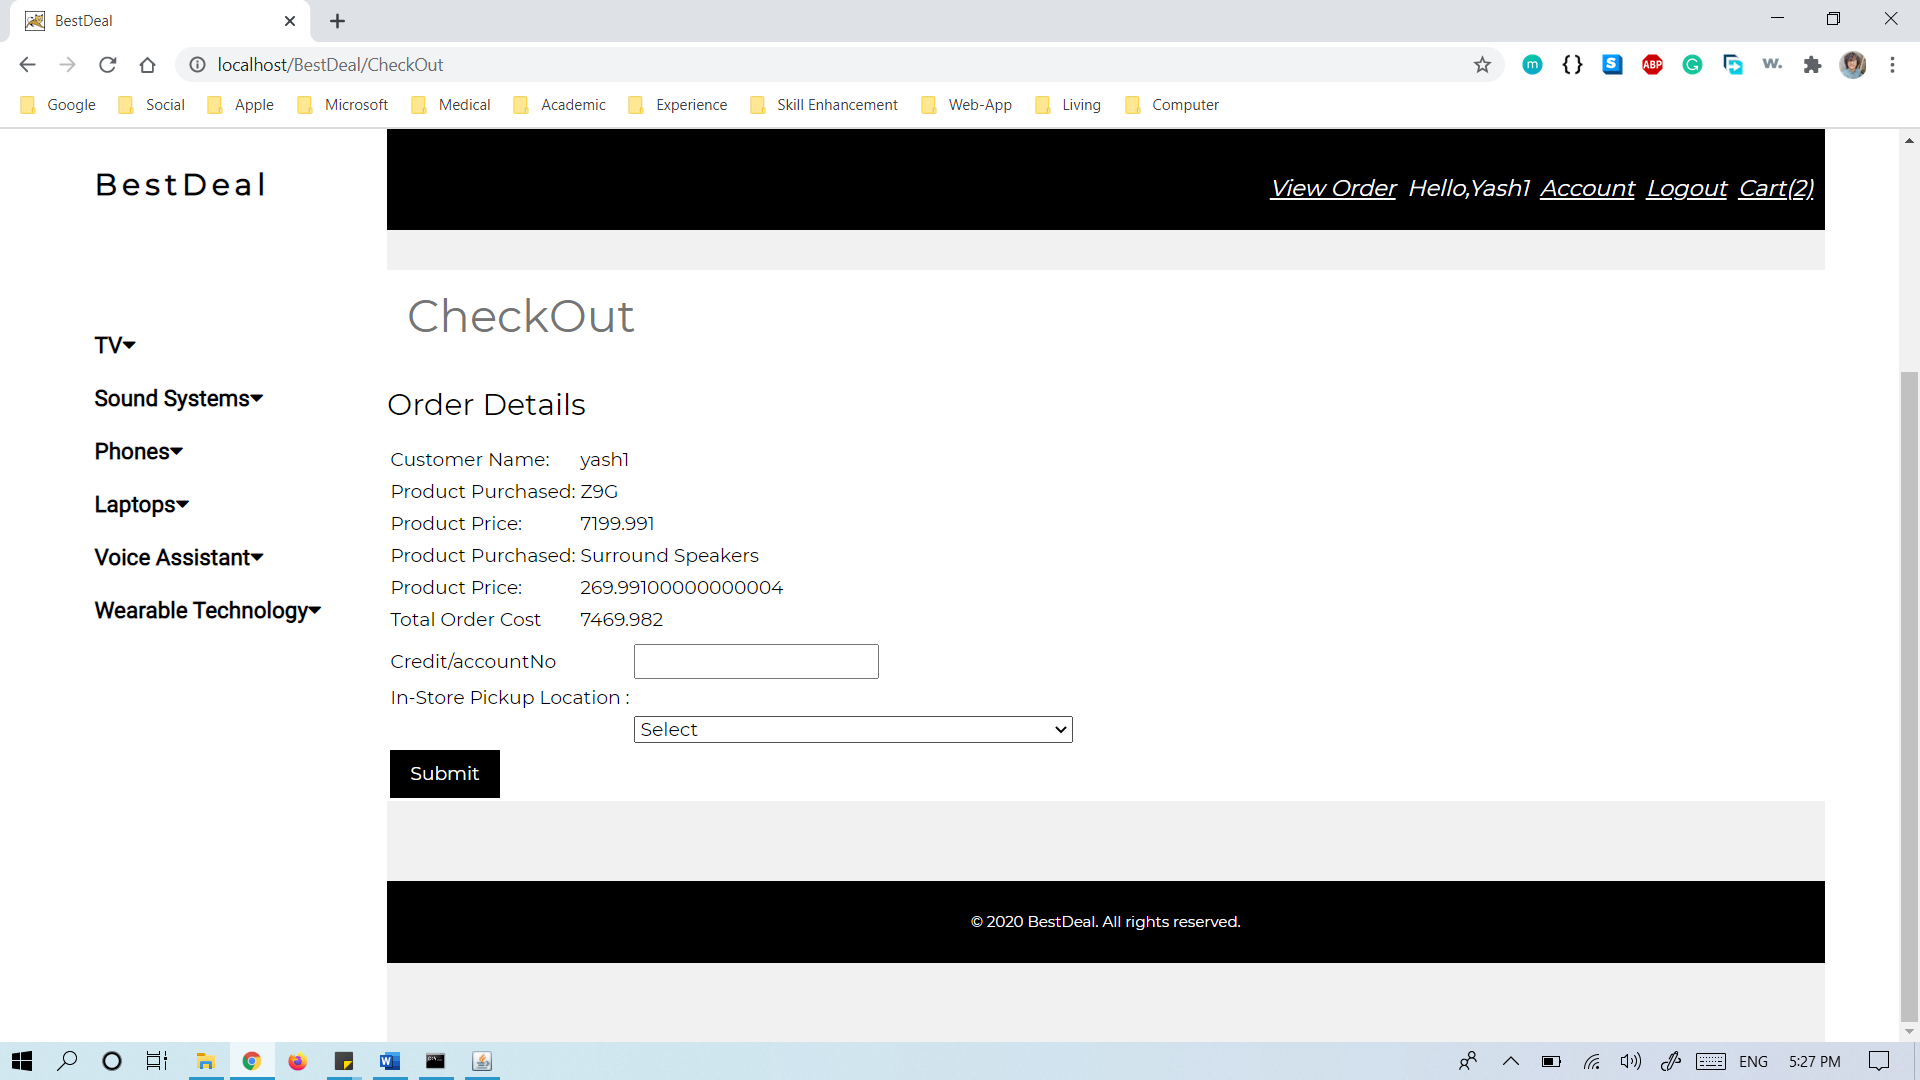 BestDeal
localhost/BestDeal/CheckOut
m {} S ABP G w.
Google Social Apple Microsoft Medical Academic Experience Skill Enhancement Web-App Living Computer
BestDeal
View Order Hello,Yash1 Account Logout Cart(2)
CheckOut
TV
Sound Systems
Phones
Laptops
Voice Assistant
Wearable Technology
Order Details
Customer Name: yash1
Product Purchased: Z9G
Product Price: 7199.991
Product Purchased: Surround Speakers
Product Price: 269.99100000000004
Total Order Cost 7469.982
Credit/accountNo
In-Store Pickup Location :
Select
Submit
© 2020 BestDeal. All rights reserved.
ENG 5:27 PM